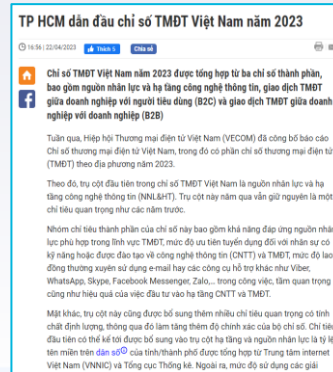 TP HCM dẫn đầu chỉ số TMĐT Việt Nam năm 2023
16:56 | 22/04/2023 Thích 5 Chia sẻ
Chỉ số TMĐT Việt Nam năm 2023 được tổng hợp từ ba chỉ số thành phần,
bao gồm nguồn nhân lực và hạ tầng công nghệ thông tin, giao dịch TMĐT
giữa doanh nghiệp với người tiêu dùng (B2C) và giao dịch TMĐT giữa doanh
nghiệp với doanh nghiệp (B2B)
Tuần qua, Hiệp hội Thương mại điện tử Việt Nam (VECOM) đã công bố báo cáo
Chỉ số thương mại điện tử Việt Nam, trong đó có phần chỉ số thương mại điện tử
(TMĐT) theo địa phương năm 2023.
Theo đó, trụ cột đầu tiên trong chỉ số TMĐT Việt Nam là nguồn nhân lực và hạ
tầng công nghệ thông tin (NNL&HT). Trụ cột này năm qua vẫn giữ nguyên là một
chỉ tiêu quan trọng như các năm trước.
Nhóm chỉ tiêu thành phần của chỉ số này bao gồm khả năng đáp ứng nguồn nhân
lực phù hợp trong lĩnh vực TMĐT, mức độ ưu tiên tuyển dụng đối với nhân sự có
kỹ năng hoặc được đào tạo về công nghệ thông tin (CNTT) và TMĐT, mức độ lao
đồng thường xuyên sử dụng e-mail hay các công cụ hỗ trợ khác như Viber,
WhatsApp, Skype, Facebook Messenger, Zalo,... trong công việc, tầm quan trọng
cũng như hiệu quả của việc đầu tư vào hạ tầng CNTT và TMĐT.
Mặt khác, trụ cột này cũng được bổ sung thêm nhiều chỉ tiêu quan trọng có tính
chất định lượng, thông qua đó làm tăng thêm độ chính xác của bộ chỉ số. Chỉ tiêu
đầu tiên có thể kể tới được bổ sung vào trụ cột hạ tầng và nguồn nhân lực là tỷ lệ
tên miền trên dân số của tỉnh/thành phố được tổng hợp từ Trung tâm internet
Việt Nam (VNNIC) và Tổng cục Thống kê. Ngoài ra, mức độ sử dụng các giải